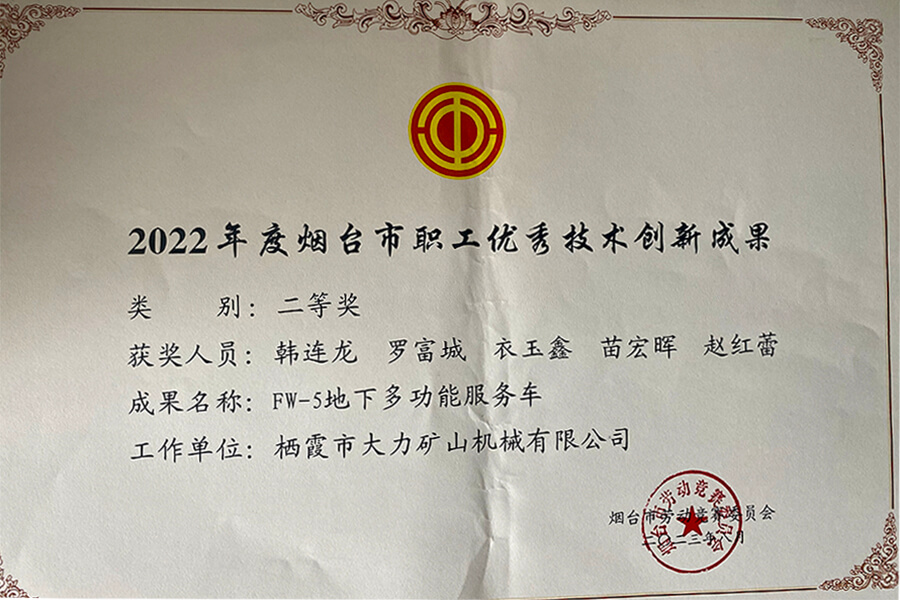 2022年度烟台市职工优秀技术创新成果
类 别：二等奖
获奖人员：韩连龙 罗富城 衣玉鑫 苗宏晖 赵红蕾
成果名称：FW-5地下多功能服务车
工作单位：栖霞市大力矿山机械有限公司
烟台市劳动竞赛委员会